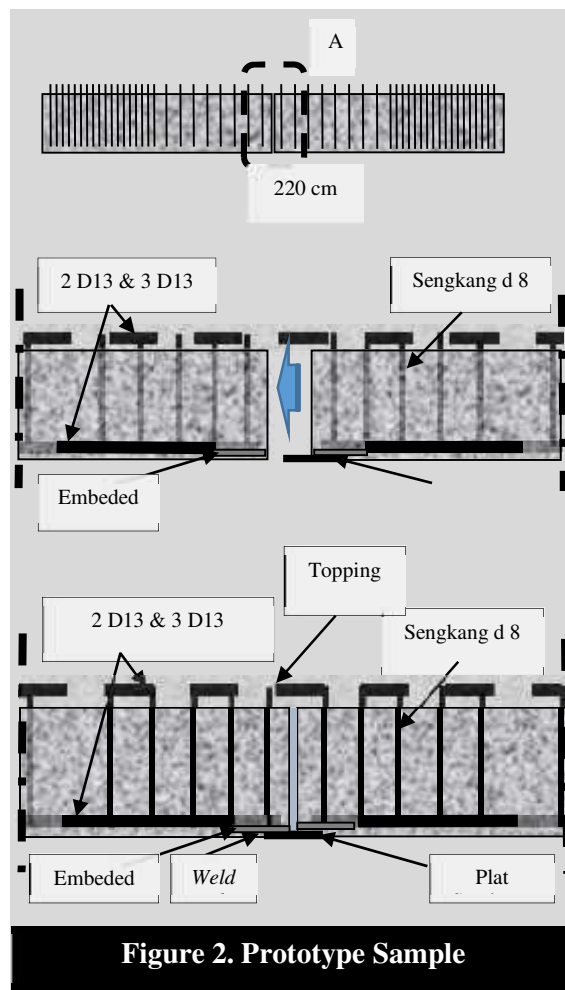 A
220 cm
2 D13 & 3 D13
Sengkang d 8
Embeded
Topping
2 D13 & 3 D13
Sengkang d 8
Embeded
Weld
Plat
Figure 2. Prototype Sample